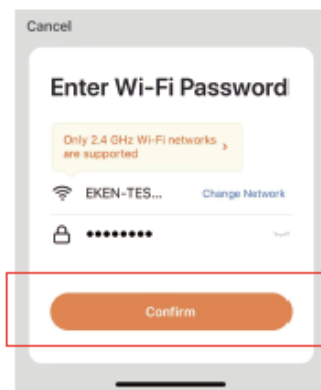 Cancel
Enter Wi-Fi Password
Only 2.4 GHz Wi-Fi networks
are supported
EKEN-TES...
Change Network
Confirm